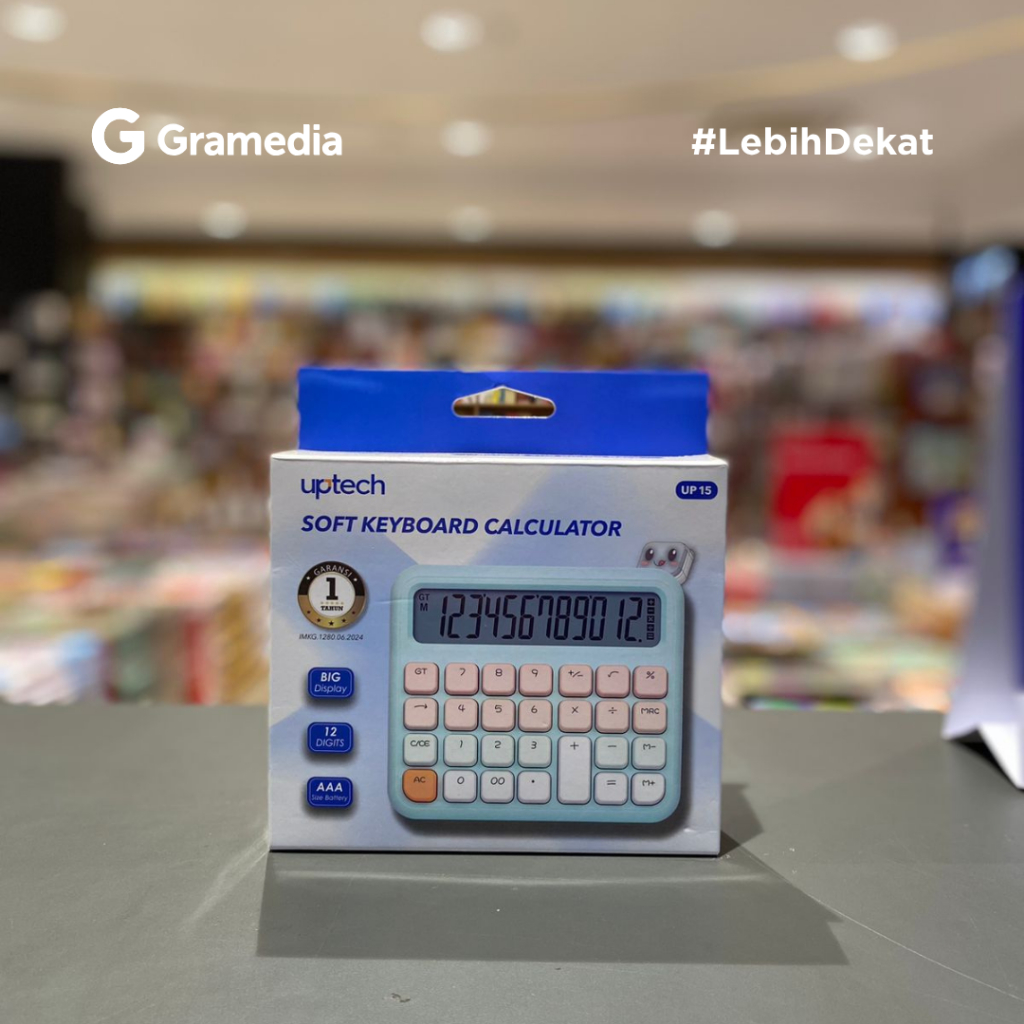 Gramedia
#LebihDekat
uptech
UP 15
SOFT KEYBOARD CALCULATOR
GARANSI
1
TAHUN
IMKG.1280.06.2024
BIG
Display
12
DIGITS
AAA
Size Battery
GT
M
123456789012.
GT 7 8 9 +/- % 
4 5 6 × ÷ MRC
C/CE 1 2 3 + − M−
AC 0 00 . = M+